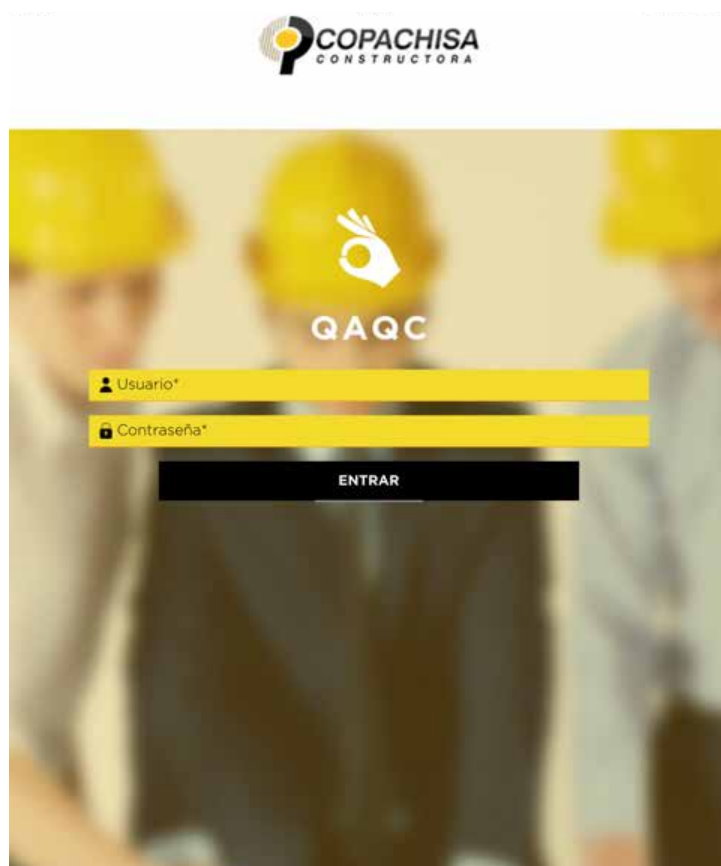 COPACHISA
CONSTRUCTORA
QAQC
Usuario*
Contraseña*
ENTRAR